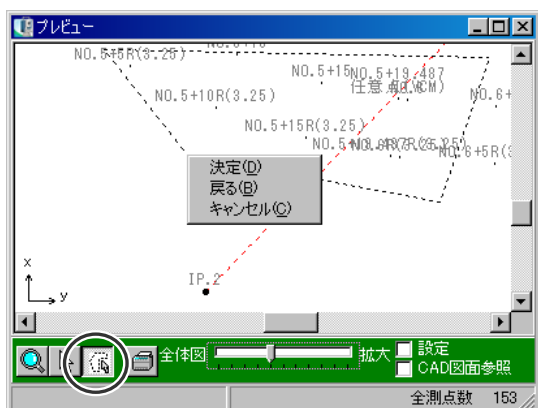 プレビュー
NO.5+5R(3.25)
NO.5+15
NO.5+19.487
任意点(VCM)
NO.5+10R(3.25)
NO.6+
NO.5+15R(3.25)
NO.6+5R(3
決定(D)
戻る(B)
キャンセル(C)
x
y
IP.2
全体図
拡大
設定
CAD図面参照
全測点数 153